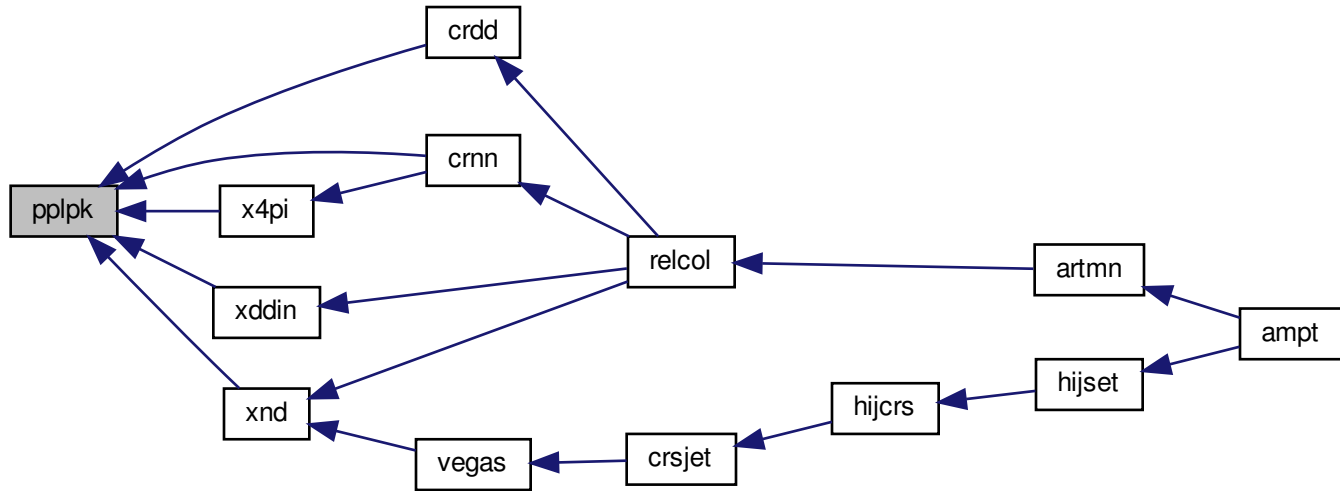 crdd
crnn
pplpk
x4pi
relcol
artmn
xddin
ampt
hijset
hijcrs
xnd
vegas
crsjet